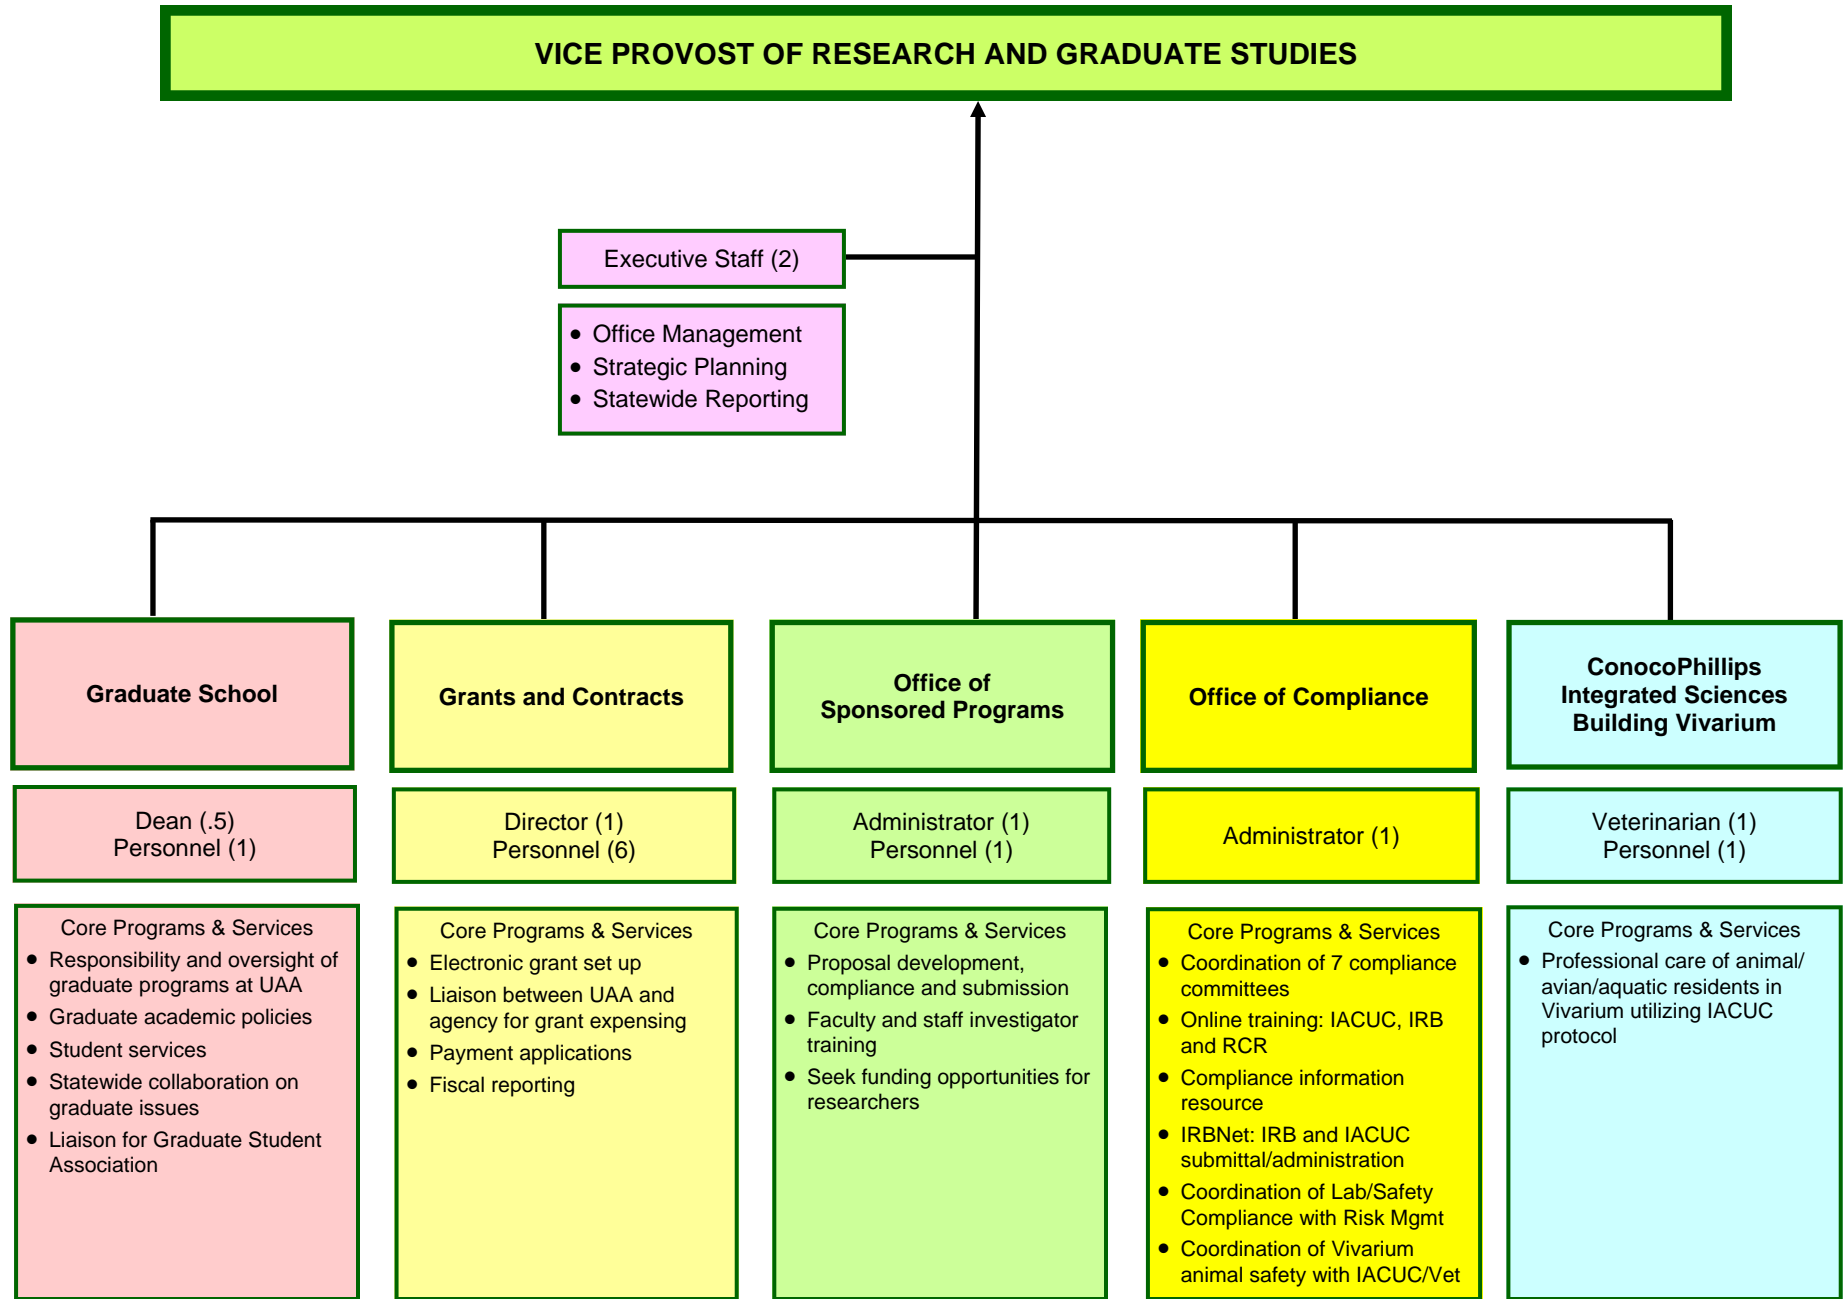 VICE PROVOST OF RESEARCH AND GRADUATE STUDIES
Executive Staff (2)
• Office Management
• Strategic Planning
• Statewide Reporting
Graduate School
Dean (.5)
Personnel (1)
Core Programs & Services
• Responsibility and oversight of
graduate programs at UAA
• Graduate academic policies
• Student services
• Statewide collaboration on
graduate issues
• Liaison for Graduate Student
Association
Grants and Contracts
Director (1)
Personnel (6)
Core Programs & Services
• Electronic grant set up
• Liaison between UAA and
agency for grant expensing
• Payment applications
• Fiscal reporting
Office of
Sponsored Programs
Administrator (1)
Personnel (1)
Core Programs & Services
• Proposal development,
compliance and submission
• Faculty and staff investigator
training
• Seek funding opportunities for
researchers
Office of Compliance
Administrator (1)
Core Programs & Services
• Coordination of 7 compliance
committees
• Online training: IACUC, IRB
and RCR
• Compliance information
resource
• IRBNet: IRB and IACUC
submittal/administration
• Coordination of Lab/Safety
Compliance with Risk Mgmt
• Coordination of Vivarium
animal safety with IACUC/Vet
ConocoPhillips
Integrated Sciences
Building Vivarium
Veterinarian (1)
Personnel (1)
Core Programs & Services
• Professional care of animal/
avian/aquatic residents in
Vivarium utilizing IACUC
protocol